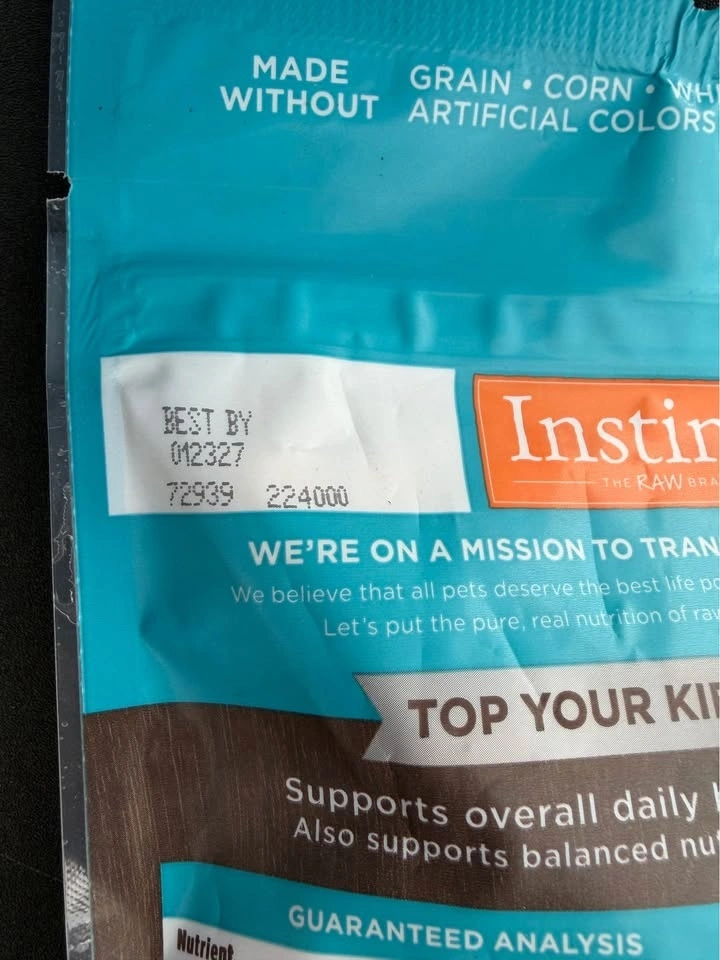 MADE WITHOUT
GRAIN • CORN •
ARTIFICIAL COLORS
BEST BY
012327
72939 224000
THE RAW
WE'RE ON A MISSION TO
We believe that all pets deserve the best life
Let's put the pure, real nutrition of
TOP YOUR
Supports overall daily
Also supports balanced
GUARANTEED ANALYSIS
Nutrient